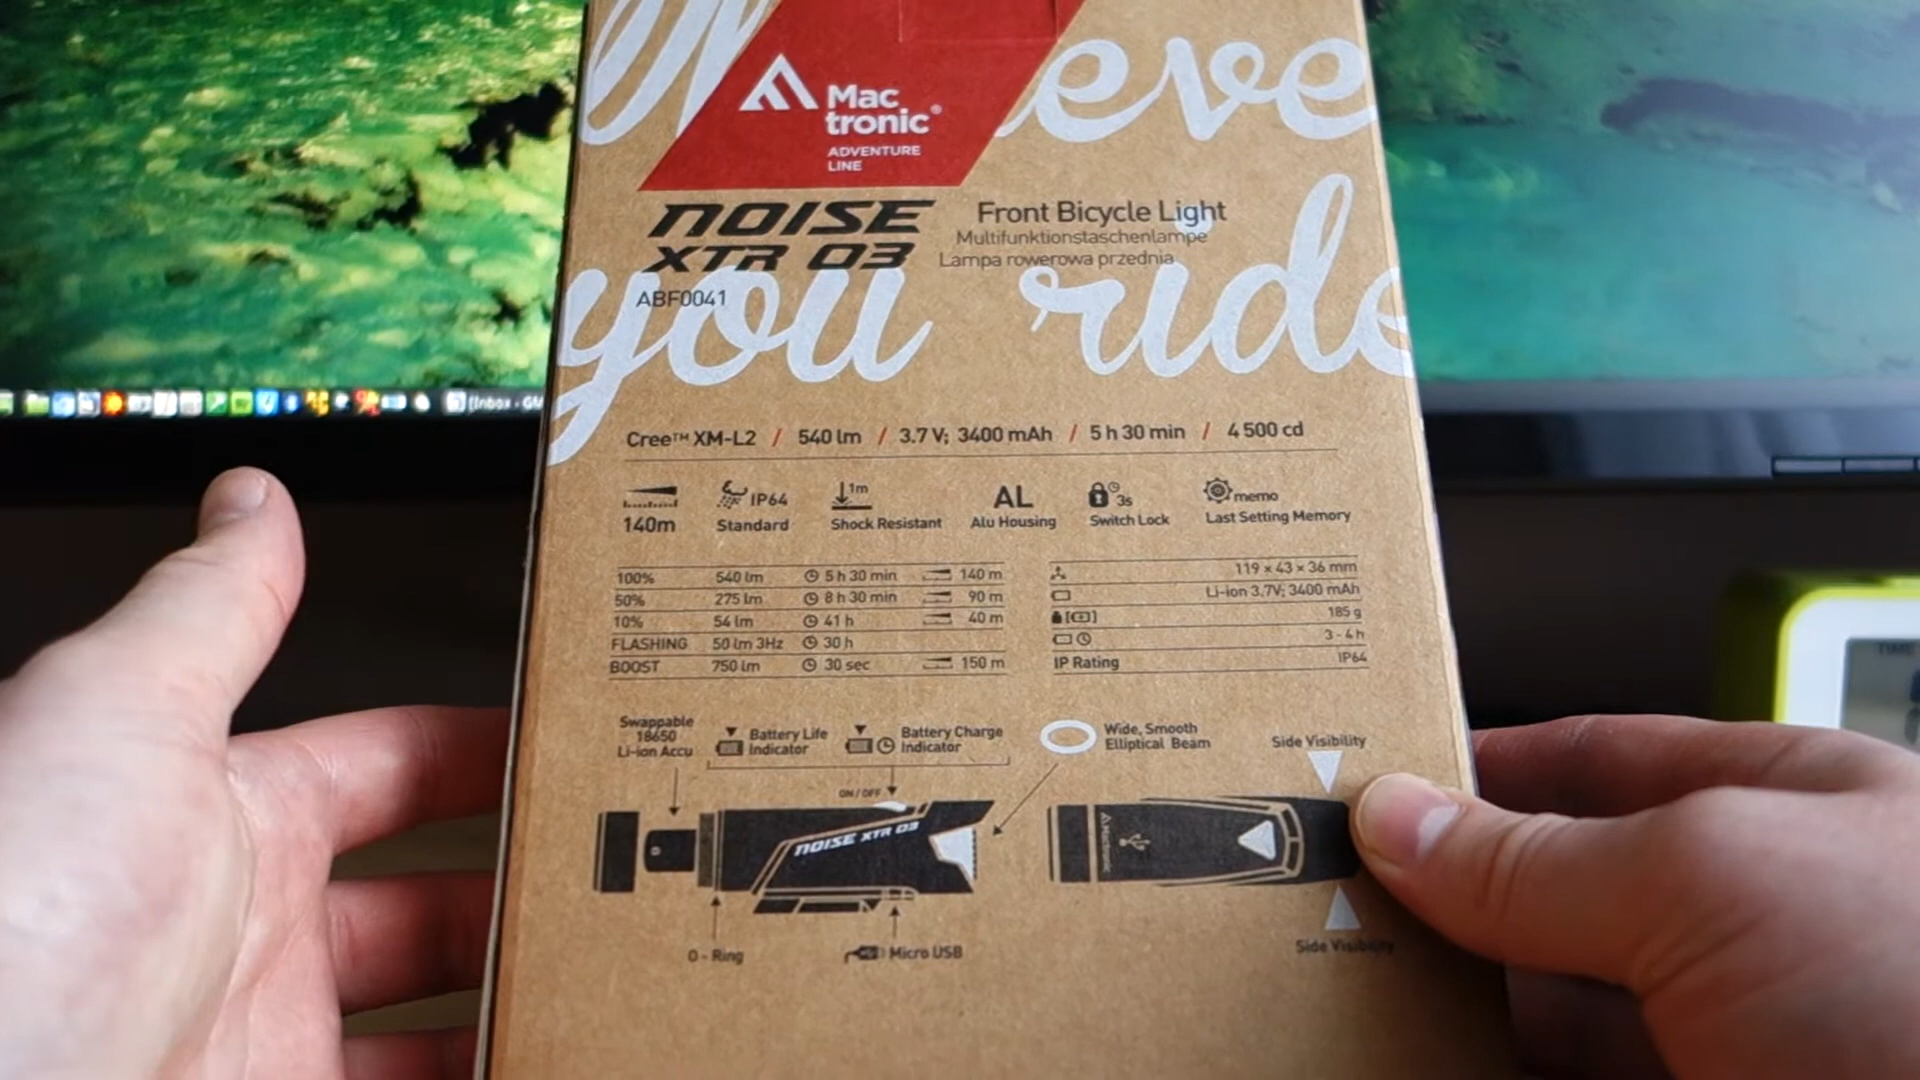 eve
Mac
tronic®
ADVENTURE
LINE
NOISE
XTR 03
Front Bicycle Light
Multifunktionstaschenlampe
Lampa rowerowa przednia
ABF0041
you ride
Cree™ XM-L2 / 540 lm / 3.7 V; 3400 mAh / 5 h 30 min / 4 500 cd
140m
IP64
Standard
1m
Shock Resistant
AL
Alu Housing
3s
Switch Lock
memo
Last Setting Memory
100% 540 lm 5 h 30 min 140 m
50% 275 lm 8 h 30 min 90 m
10% 54 lm 41 h 40 m
FLASHING 50 lm 3Hz 30 h
BOOST 750 lm 30 sec 150 m
119 x 43 x 36 mm
Li-ion 3.7V; 3400 mAh
185 g
3 - 4 h
IP Rating IP64
Swappable
18650
Li-ion Accu
Battery Life
Indicator
Battery Charge
Indicator
Wide, Smooth
Elliptical Beam
Side Visibility
ON / OFF
NOISE XTR 03
Mactronic
O - Ring
Micro USB
Side Visibility
[Inbox - GM
TIME